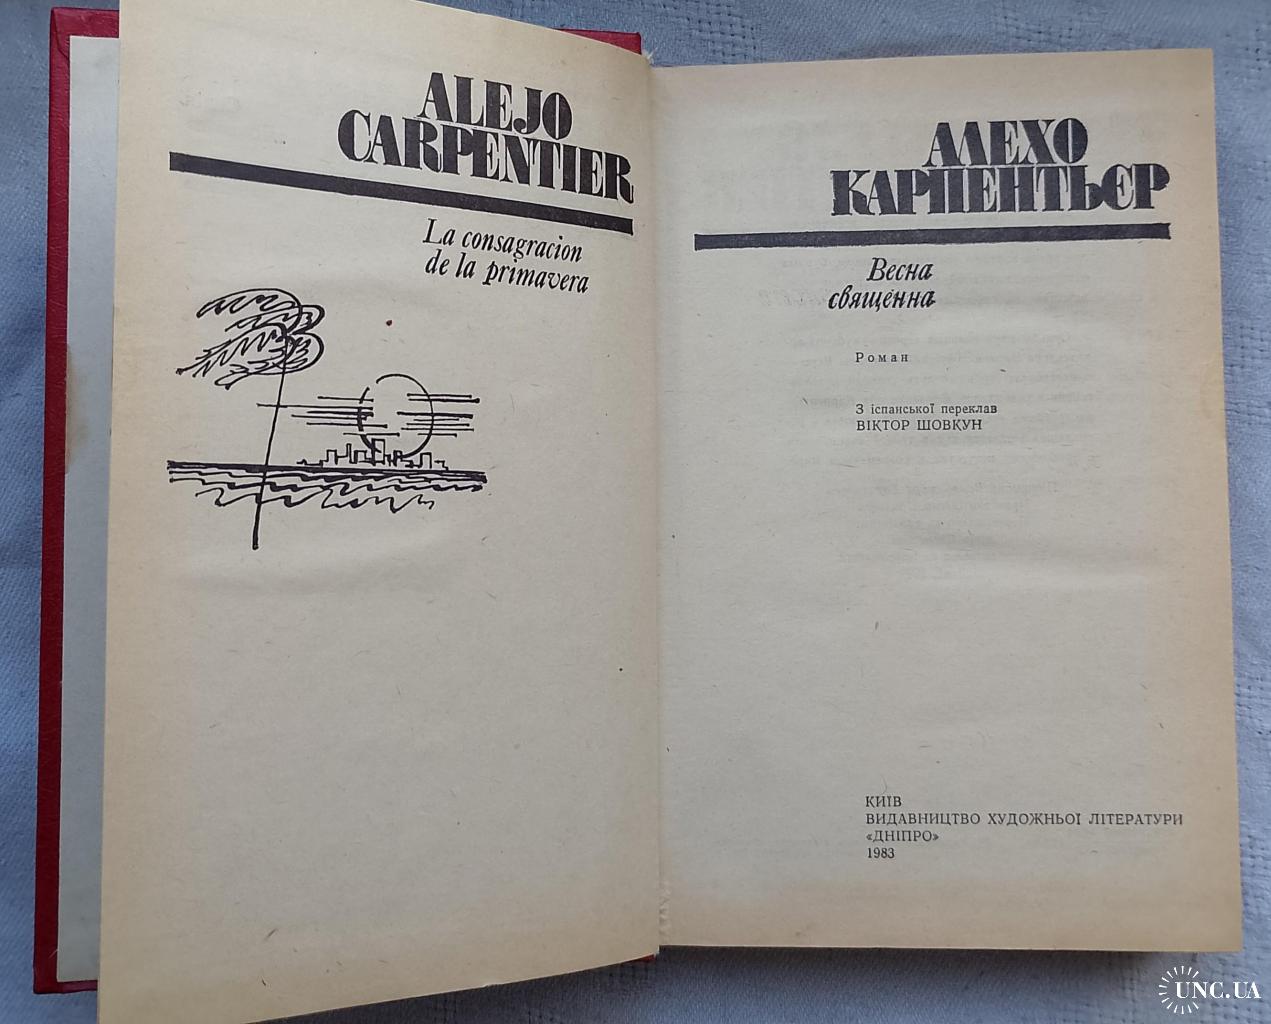 ALEJO
CARPENTIER
La consagracion
de la primavera
АЛЕХО
КАРПЕНТЬЄР
Весна
священна
Роман
З іспанської переклав
ВІКТОР ШОВКУН
КИЇВ
ВИДАВНИЦТВО ХУДОЖНЬОЇ ЛІТЕРАТУРИ
«ДНІПРО»
1983
UNC.UA